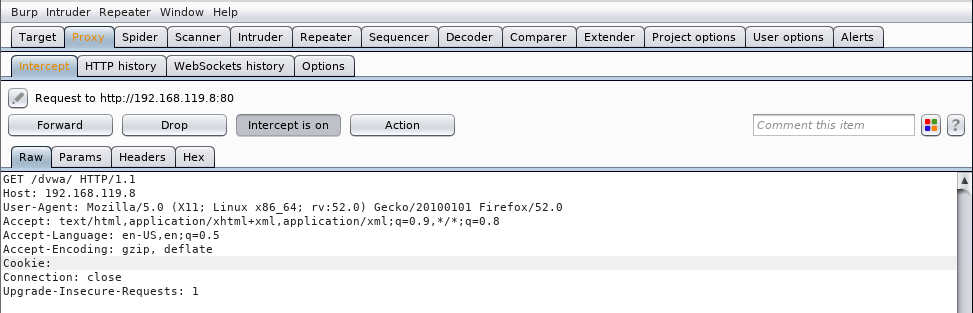 Burp Intruder Repeater Window Help
Target Proxy Spider Scanner Intruder Repeater Sequencer Decoder Comparer Extender Project options User options Alerts
Intercept HTTP history WebSockets history Options
Request to http://192.168.119.8:80
Forward Drop Intercept is on Action Comment this item ?
Raw Params Headers Hex
GET /dvwa/ HTTP/1.1
Host: 192.168.119.8
User-Agent: Mozilla/5.0 (X11; Linux x86_64; rv:52.0) Gecko/20100101 Firefox/52.0
Accept: text/html,application/xhtml+xml,application/xml;q=0.9,*/*;q=0.8
Accept-Language: en-US,en;q=0.5
Accept-Encoding: gzip, deflate
Cookie:
Connection: close
Upgrade-Insecure-Requests: 1